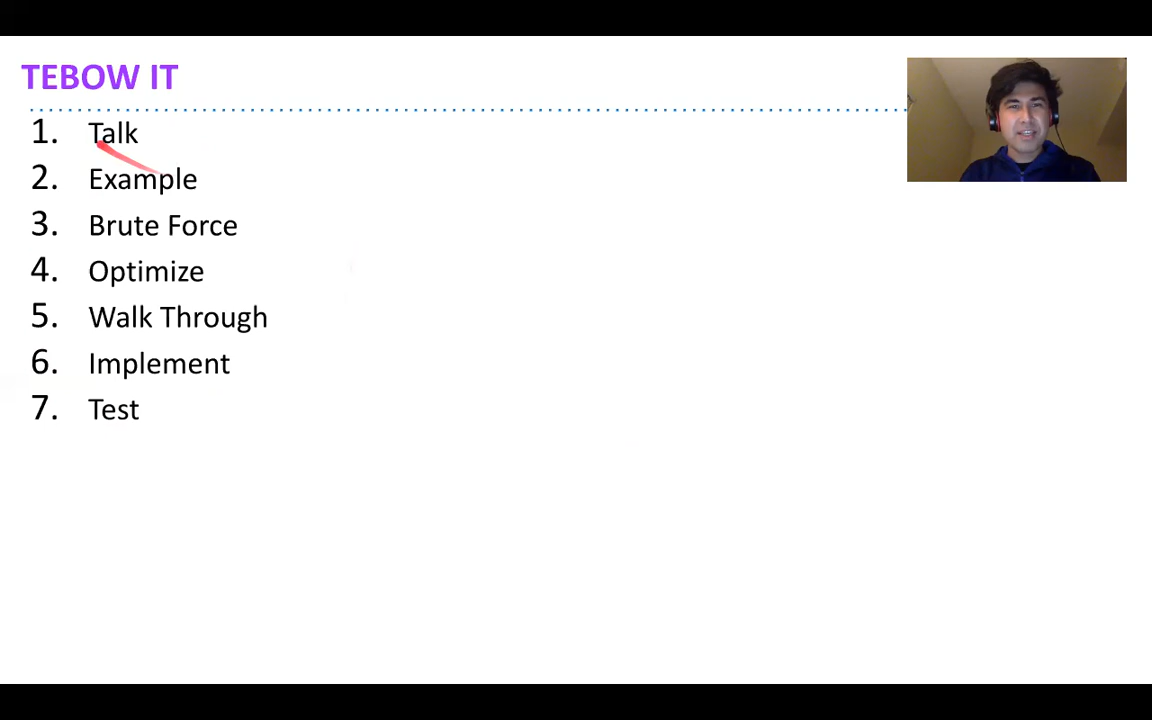 TEBOW IT
1. Talk
2. Example
3. Brute Force
4. Optimize
5. Walk Through
6. Implement
7. Test